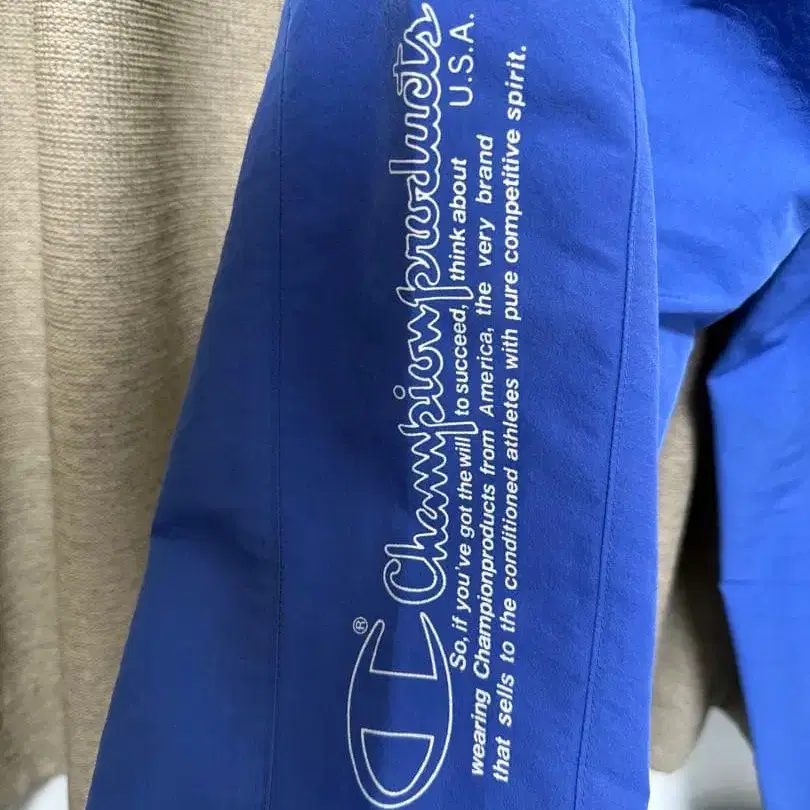 ®
Championproducts
U.S.A.
So, if you've got the will to succeed, think about
wearing Championproducts from America, the very brand
that sells to the conditioned athletes with pure competitive spirit.